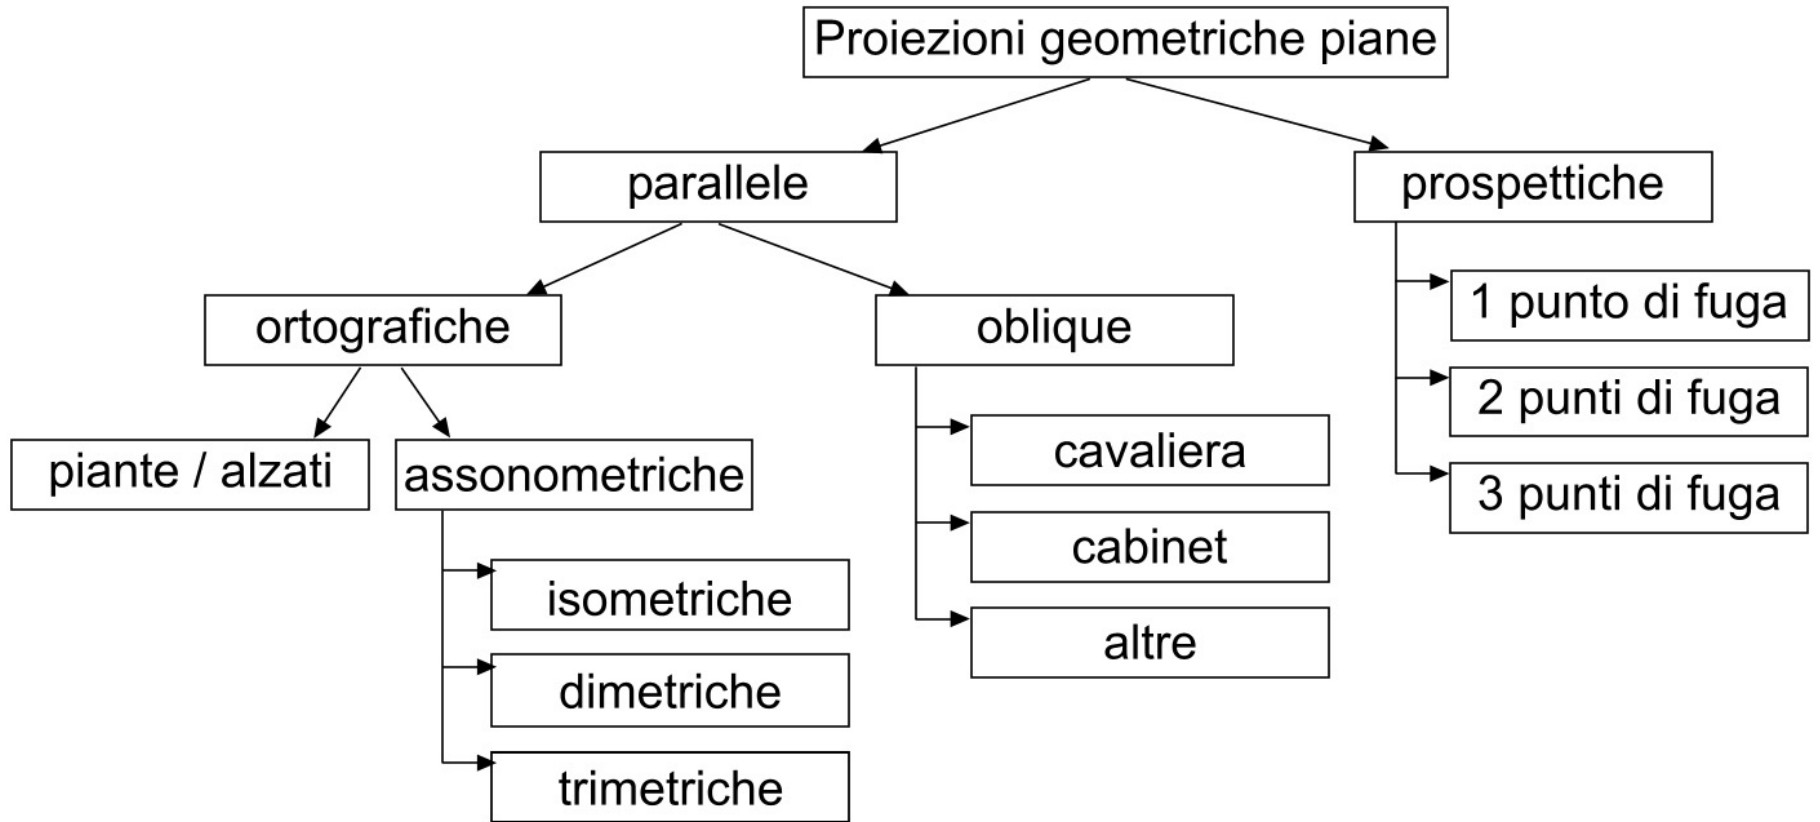 Proiezioni geometriche piane
parallele
prospettiche
ortografiche
oblique
1 punto di fuga
2 punti di fuga
3 punti di fuga
piante / alzati
assonometriche
cavaliera
cabinet
altre
isometriche
dimetriche
trimetriche